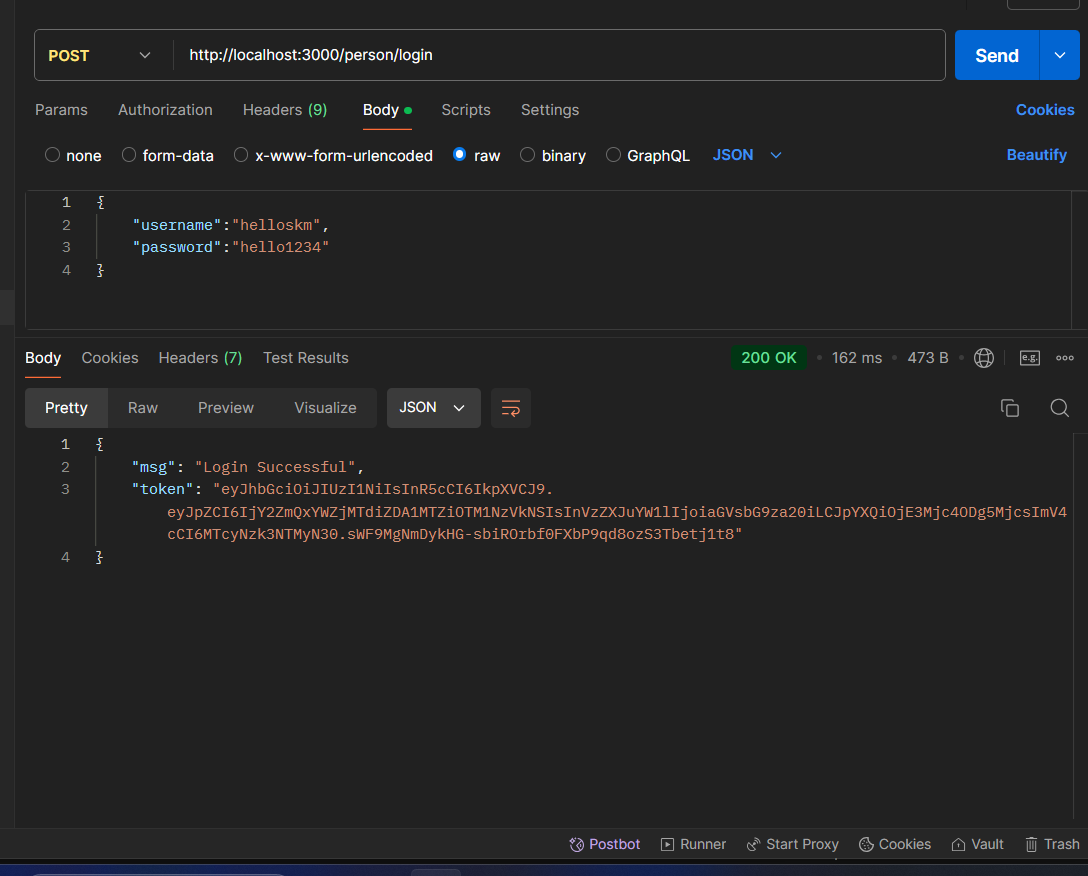 POST http://localhost:3000/person/login Send
Params Authorization Headers (9) Body Scripts Settings Cookies
none form-data x-www-form-urlencoded raw binary GraphQL JSON Beautify
1 {
2 "username":"helloskm",
3 "password":"hello1234"
4 }
Body Cookies Headers (7) Test Results 200 OK • 162 ms • 473 B • e.g.
Pretty Raw Preview Visualize JSON
1 {
2 "msg": "Login Successful",
3 "token": "eyJhbGciOiJIUzI1NiIsInR5cCI6IkpXVCJ9.
eyJpZCI6IjY2ZmQxYWZjMTdiZDA1MTZiOTM1NzVkNSIsInVzZXJuYW1lIjoiaGVsbG9za20iLCJpYXQiOjE3Mjc4ODg5MjcsImV4
cCI6MTcyNzk3NTMyN30.sWF9MgNmDykHG-sbiROrbf0FXbP9qd8ozS3Tbetj1t8"
4 }
Postbot Runner Start Proxy Cookies Vault Trash